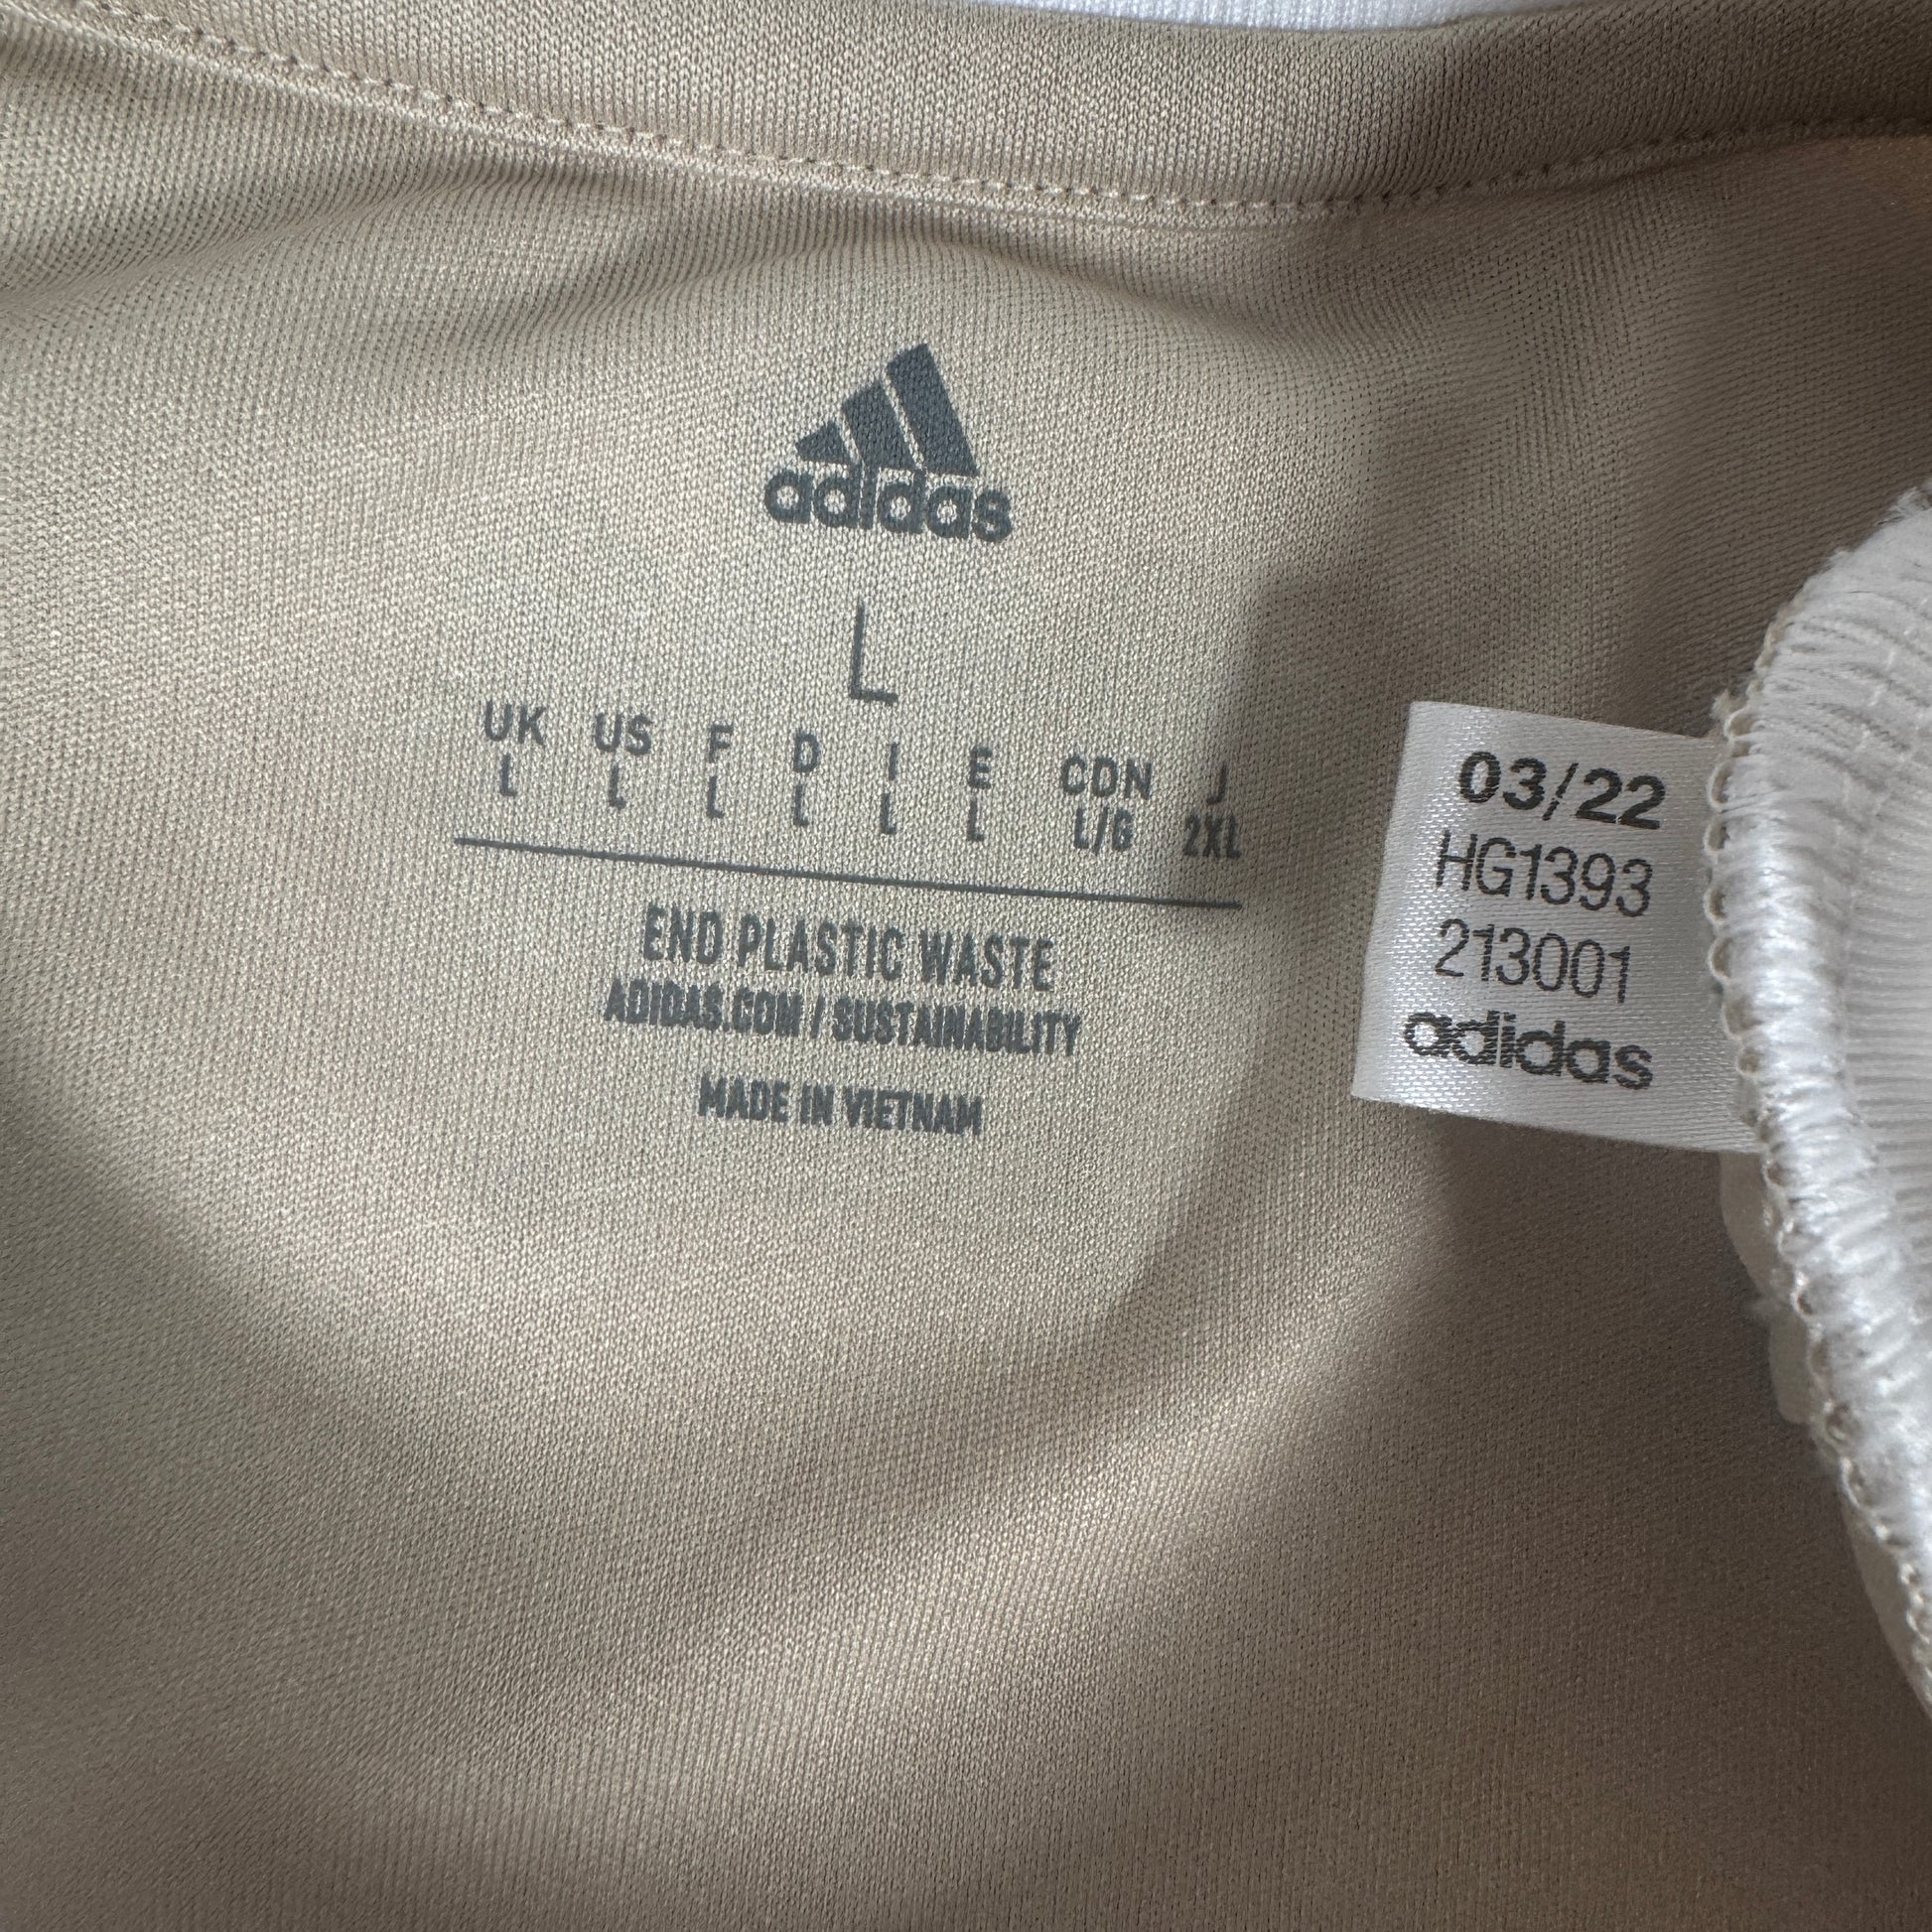 adidas
L
UK US F D I E CDN J
L L L L L L L/G 2XL
END PLASTIC WASTE
ADIDAS.COM / SUSTAINABILITY
MADE IN VIETNAM
03/22
HG1393
213001
adidas